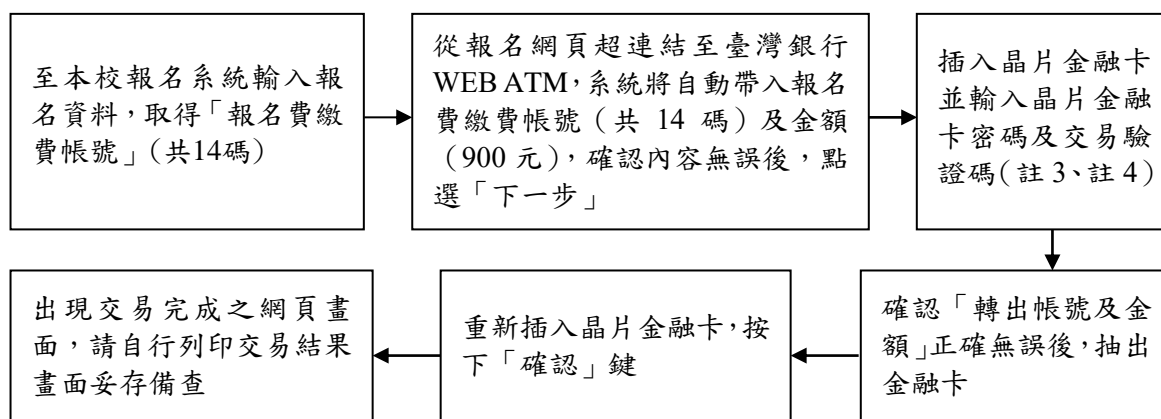 至本校報名系統輸入報
名資料，取得「報名費繳
費帳號」（共14碼）
從報名網頁超連結至臺灣銀行
WEB ATM，系統將自動帶入報名
費繳費帳號（共 14 碼）及金額
（900 元），確認內容無誤後，點
選「下一步」
插入晶片金融卡
並輸入晶片金融
卡密碼及交易驗
證碼(註 3、註 4)
確認「轉出帳號及金
額」正確無誤後，抽出
金融卡
重新插入晶片金融卡，按
下「確認」鍵
出現交易完成之網頁畫
面，請自行列印交易結果
畫面妥存備查